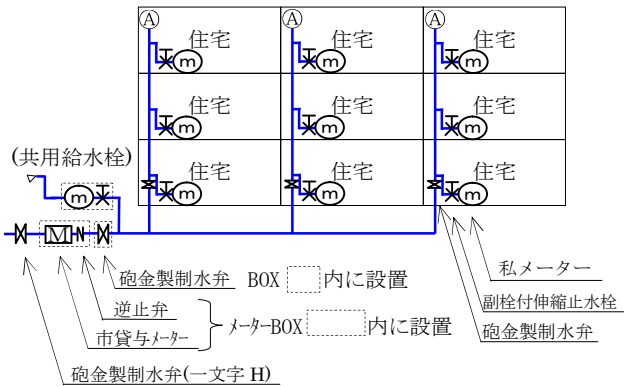 A A A
住宅 住宅 住宅
m m m
住宅 住宅 住宅
m m m
(共用給水栓)
住宅 住宅 住宅
m m m m
M N
砲金製制水弁 BOX 内に設置
私メーター
逆止弁
副栓付伸縮止水栓
市貸与メーター メーターBOX 内に設置
砲金製制水弁
砲金製制水弁(一文字 H)